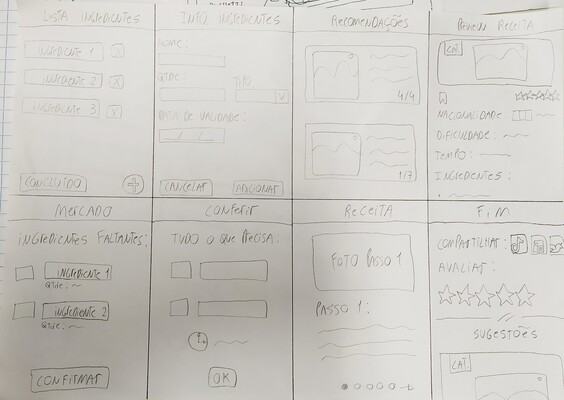 LISTA INGREDIENTES
INGREDIENTE 1 X
INGREDIENTE 2 X
INGREDIENTE 3 X
CONCLUÍDO +
INFO INGREDIENTES
NOME:
QTDE: TIPO:
DATA DE VALIDADE:
CANCELAR ADICIONAR
RECOMENDAÇÕES
4/4
1/7
REVIEW RECEITA
CAT.
NACIONALIDADE:
DIFICULDADE:
TEMPO:
INGREDIENTES:
MERCADO
INGREDIENTES FALTANTES:
INGREDIENTE 1
Qtde:
INGREDIENTE 2
Qtde:
CONFIRMAR
CONFERIR
TUDO O QUE PRECISA:
OK
RECEITA
FOTO PASSO 1
PASSO 1:
FIM
COMPARTILHAR:
AVALIAR:
SUGESTÕES
CAT.